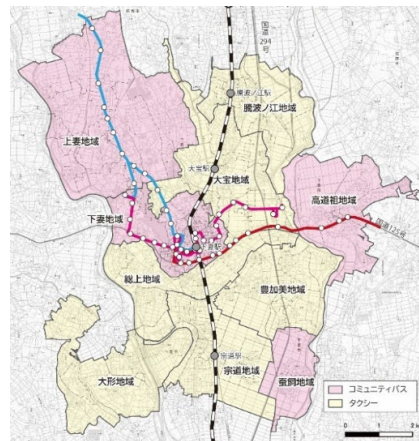 国道
294
号
騰波ノ江駅
騰波ノ江地域
上妻地域
大宝駅
大宝地域
高道祖地域
下妻地域
国道125号
下妻駅
総上地域
豊加美地域
宗道駅
大形地域
宗道地域
蚕飼地域
コミュニティバス
タクシー
0
1
2